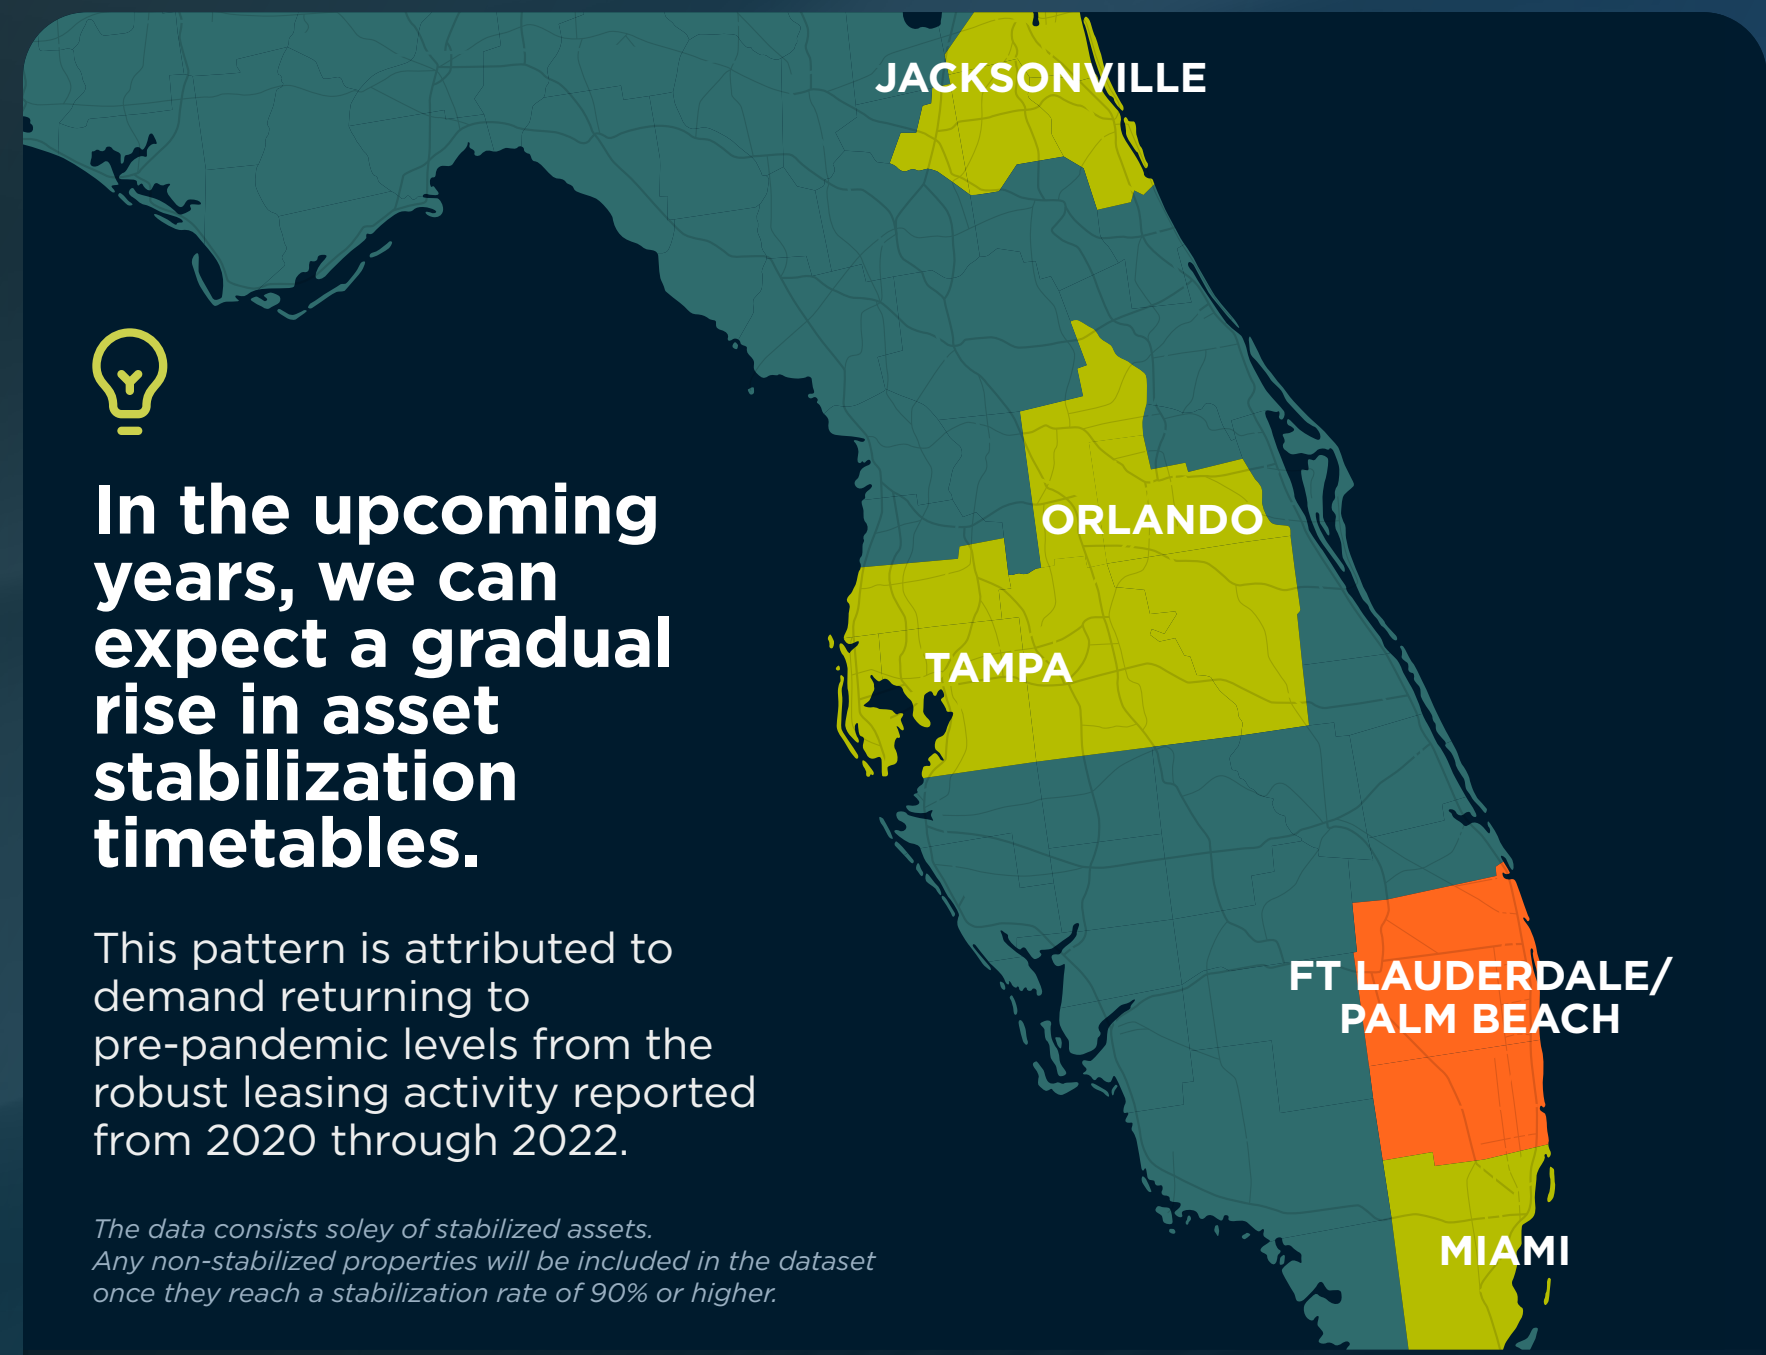 JACKSONVILLE
ORLANDO
TAMPA
FT LAUDERDALE/
PALM BEACH
MIAMI
In the upcoming
years, we can
expect a gradual
rise in asset
stabilization
timetables.
This pattern is attributed to
demand returning to
pre-pandemic levels from the
robust leasing activity reported
from 2020 through 2022.
The data consists soley of stabilized assets.
Any non-stabilized properties will be included in the dataset
once they reach a stabilization rate of 90% or higher.